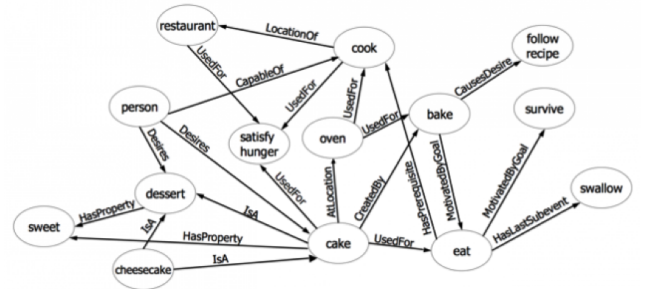 restaurant
LocationOf
cook
follow
recipe
UsedFor
CapableOf
UsedFor
UsedFor
CausesDesire
person
satisfy
hunger
oven
UsedFor
bake
survive
Desires
Desires
UsedFor
AtLocation
CreatedBy
HasPrerequisite
MotivatedByGoal
MotivatedByGoal
dessert
swallow
HasProperty
IsA
IsA
sweet
HasProperty
cake
UsedFor
eat
HasLastSubevent
cheesecake
IsA